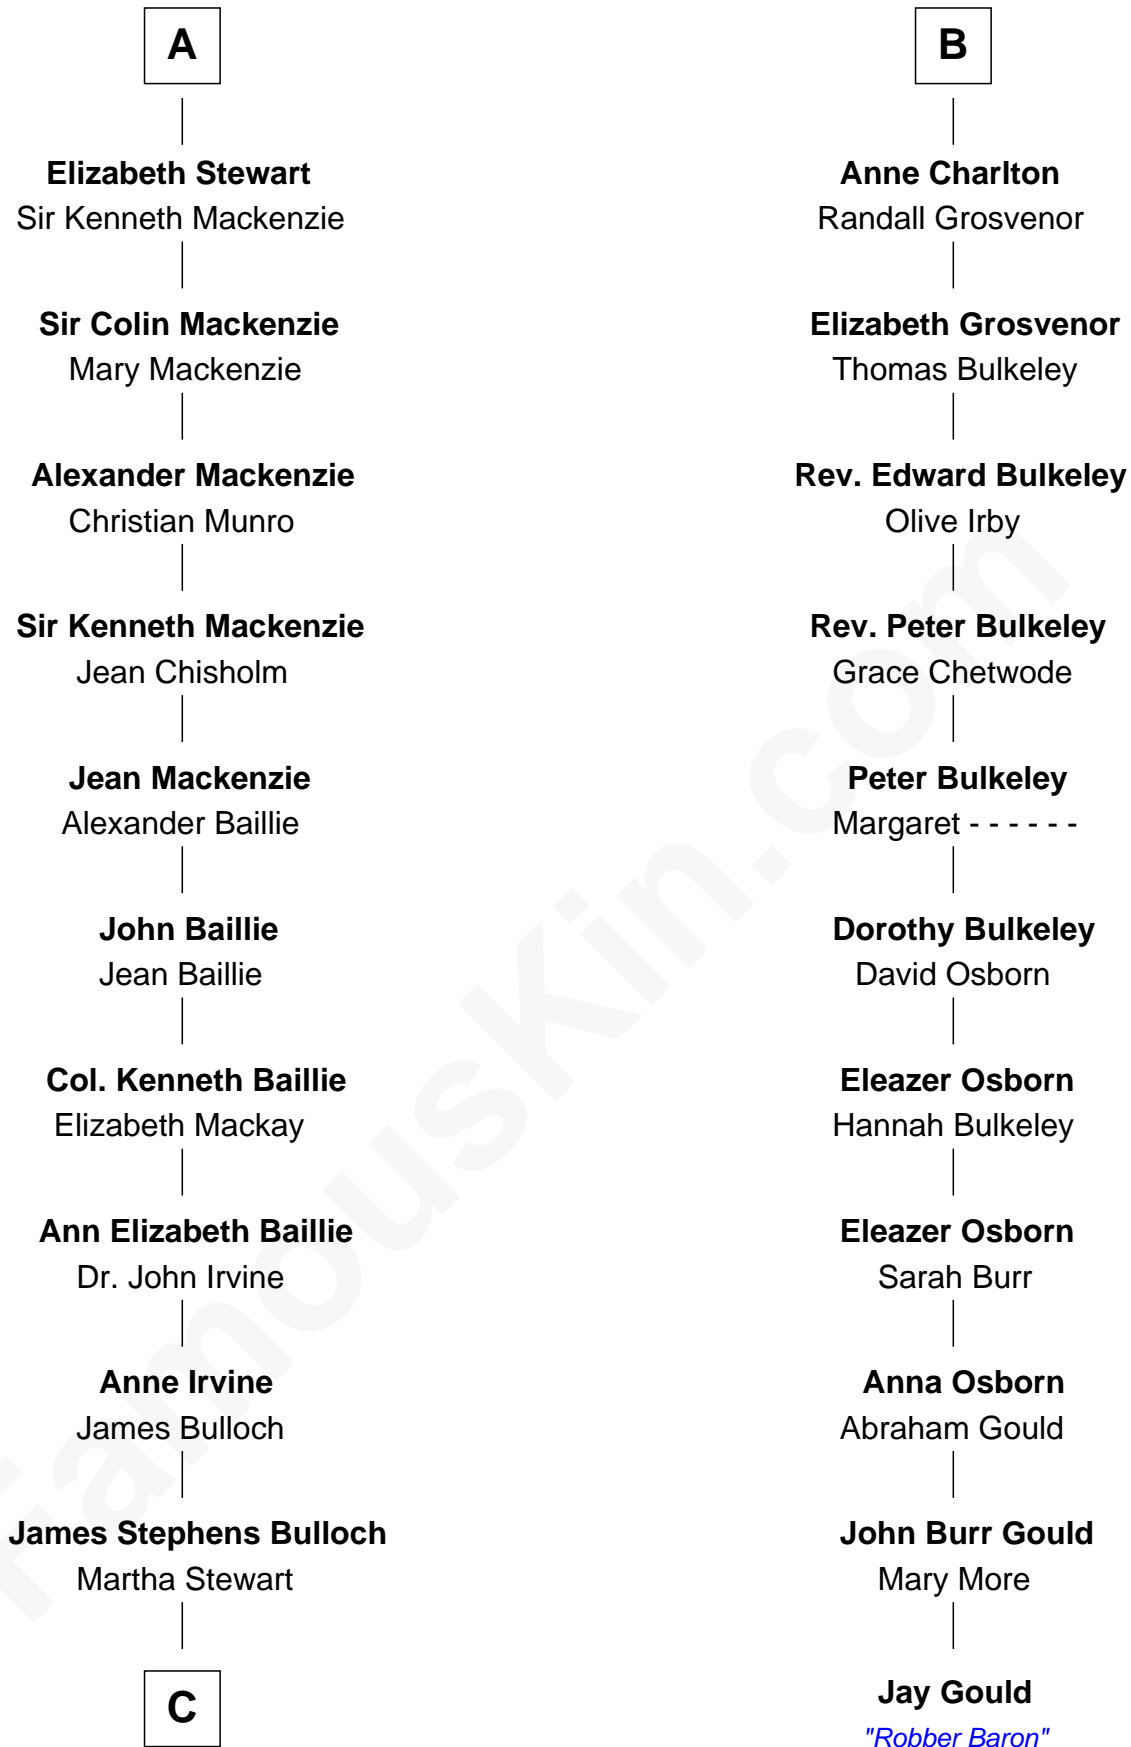 A
Elizabeth Stewart
Sir Kenneth Mackenzie
Sir Colin Mackenzie
Mary Mackenzie
Alexander Mackenzie
Christian Munro
Sir Kenneth Mackenzie
Jean Chisholm
Jean Mackenzie
Alexander Baillie
John Baillie
Jean Baillie
Col. Kenneth Baillie
Elizabeth Mackay
Ann Elizabeth Baillie
Dr. John Irvine
Anne Irvine
James Bulloch
James Stephens Bulloch
Martha Stewart
C
B
Anne Charlton
Randall Grosvenor
Elizabeth Grosvenor
Thomas Bulkeley
Rev. Edward Bulkeley
Olive Irby
Rev. Peter Bulkeley
Grace Chetwode
Peter Bulkeley
Margaret - - - - - -
Dorothy Bulkeley
David Osborn
Eleazer Osborn
Hannah Bulkeley
Eleazer Osborn
Sarah Burr
Anna Osborn
Abraham Gould
John Burr Gould
Mary More
Jay Gould
"Robber Baron"
FamousKin.com